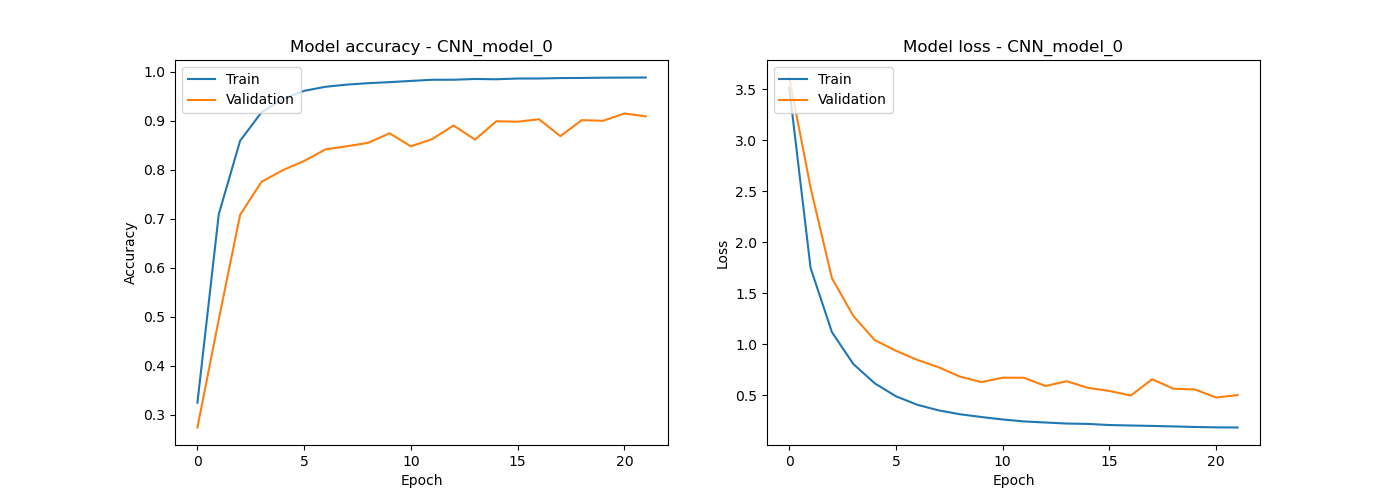 Model accuracy - CNN_model_0
Train
Validation
1.0
0.9
0.8
0.7
0.6
0.5
0.4
0.3
Accuracy
0 5 10 15 20
Epoch
Model loss - CNN_model_0
Train
Validation
3.5
3.0
2.5
2.0
1.5
1.0
0.5
Loss
0 5 10 15 20
Epoch